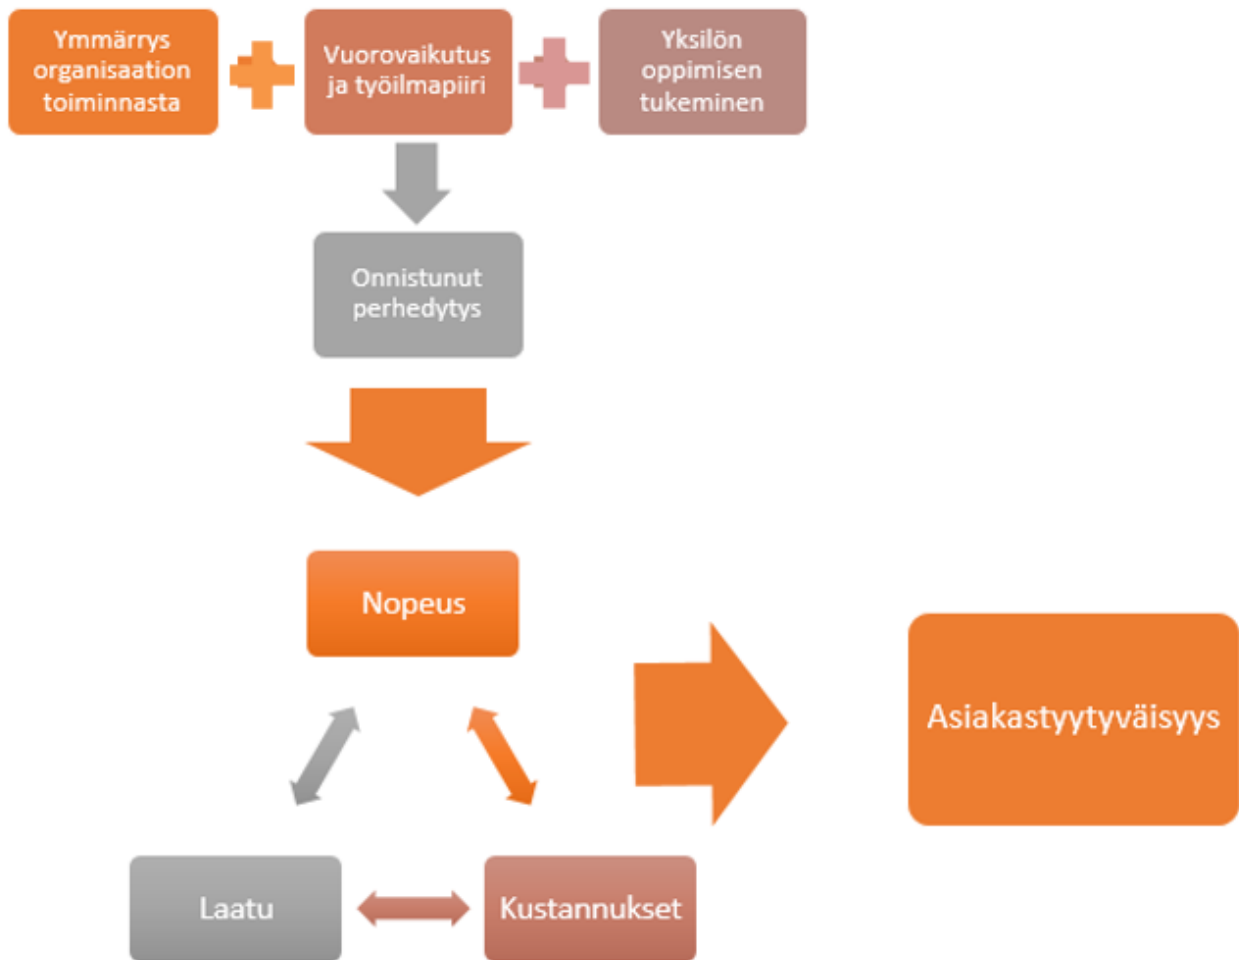 Ymmärrys
organisaation
toiminnasta
Vuorovaikutus
ja työilmapiiri
Yksilön
oppimisen
tukeminen
Onnistunut
perhedytys
Nopeus
Asiakastyytyväisyys
Laatu
Kustannukset